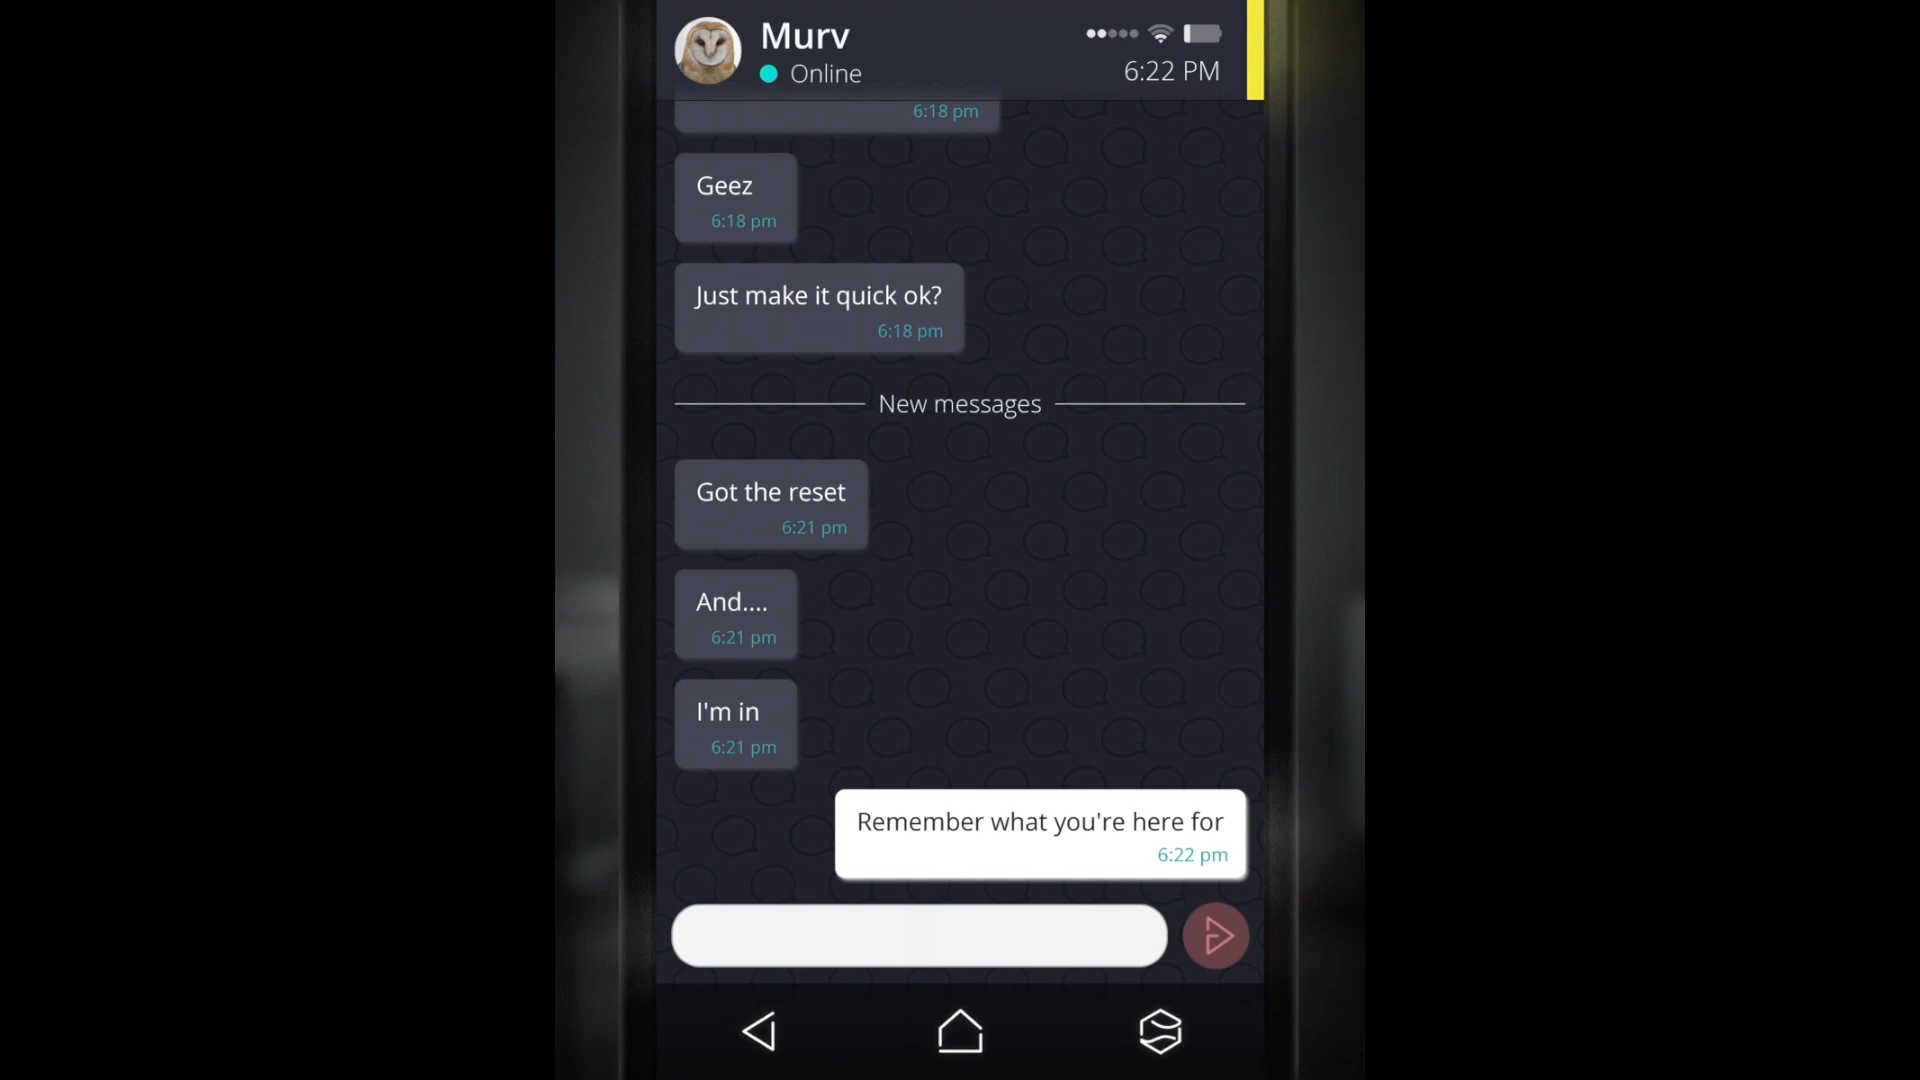 Murv
Online
6:22 PM
6:18 pm
Geez
6:18 pm
Just make it quick ok?
6:18 pm
New messages
Got the reset
6:21 pm
And....
6:21 pm
I'm in
6:21 pm
Remember what you're here for
6:22 pm